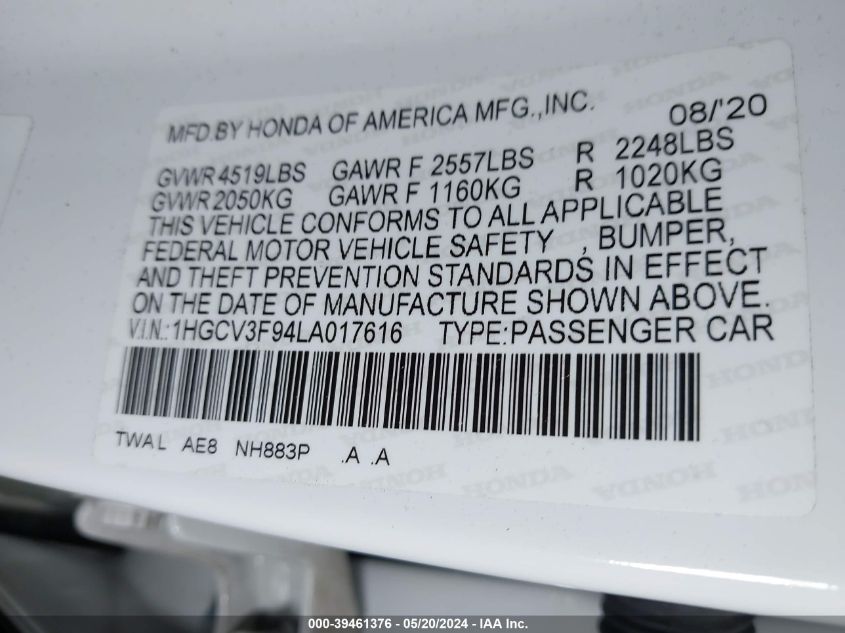 MFD.BY HONDA OF AMERICA MFG.,INC. 08/'20
GVWR 4519LBS GAWR F 2557LBS R 2248LBS
GVWR 2050KG GAWR F 1160KG R 1020KG
THIS VEHICLE CONFORMS TO ALL APPLICABLE
FEDERAL MOTOR VEHICLE SAFETY , BUMPER,
AND THEFT PREVENTION STANDARDS IN EFFECT
ON THE DATE OF MANUFACTURE SHOWN ABOVE.
V.I.N.:1HGCV3F94LA017616 TYPE:PASSENGER CAR
TWAL AE8 NH883P .A .A
HONDA HONDA HONDA
000-39461376 - 05/20/2024 - IAA Inc.